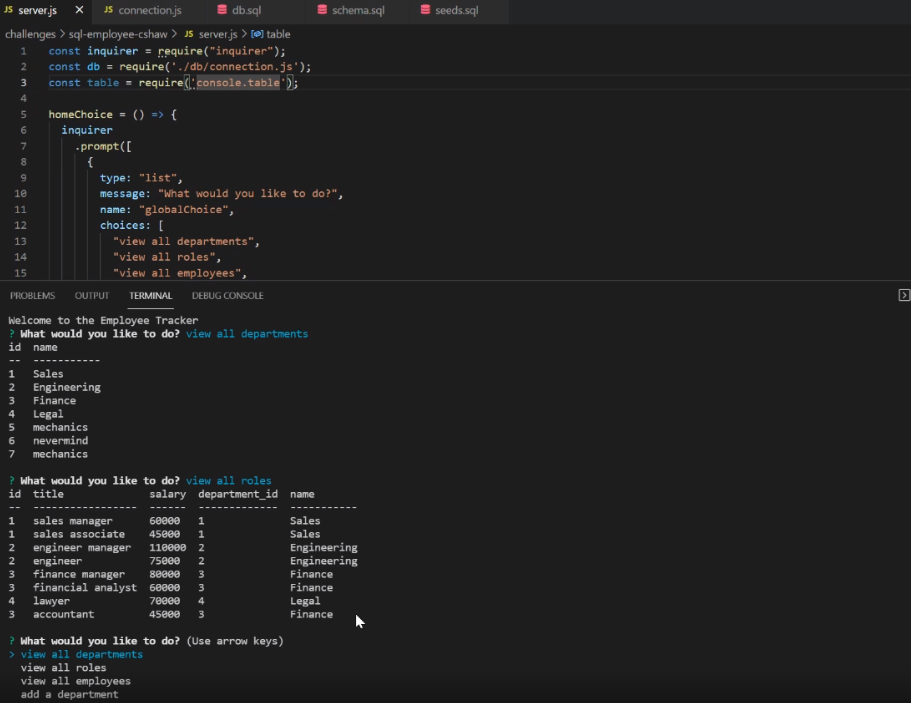 JS server.js × JS connection.js db.sql schema.sql seeds.sql
challenges > sql-employee-cshaw > JS server.js > table
1 const inquirer = require("inquirer");
2 const db = require('./db/connection.js');
3 const table = require('console.table');
4
5 homeChoice = () => {
6 inquirer
7 .prompt([
8 {
9 type: "list",
10 message: "What would you like to do?",
11 name: "globalChoice",
12 choices: [
13 "view all departments",
14 "view all roles",
15 "view all employees",
PROBLEMS OUTPUT TERMINAL DEBUG CONSOLE
Welcome to the Employee Tracker
? What would you like to do? view all departments
id name
-- -----------
1 Sales
2 Engineering
3 Finance
4 Legal
5 mechanics
6 nevermind
7 mechanics
? What would you like to do? view all roles
id title salary department_id name
-- ----------------- ------ ------------- -----------
1 sales manager 60000 1 Sales
1 sales associate 45000 1 Sales
2 engineer manager 110000 2 Engineering
2 engineer 75000 2 Engineering
3 finance manager 80000 3 Finance
3 financial analyst 60000 3 Finance
4 lawyer 70000 4 Legal
3 accountant 45000 3 Finance
? What would you like to do? (Use arrow keys)
> view all departments
view all roles
view all employees
add a department